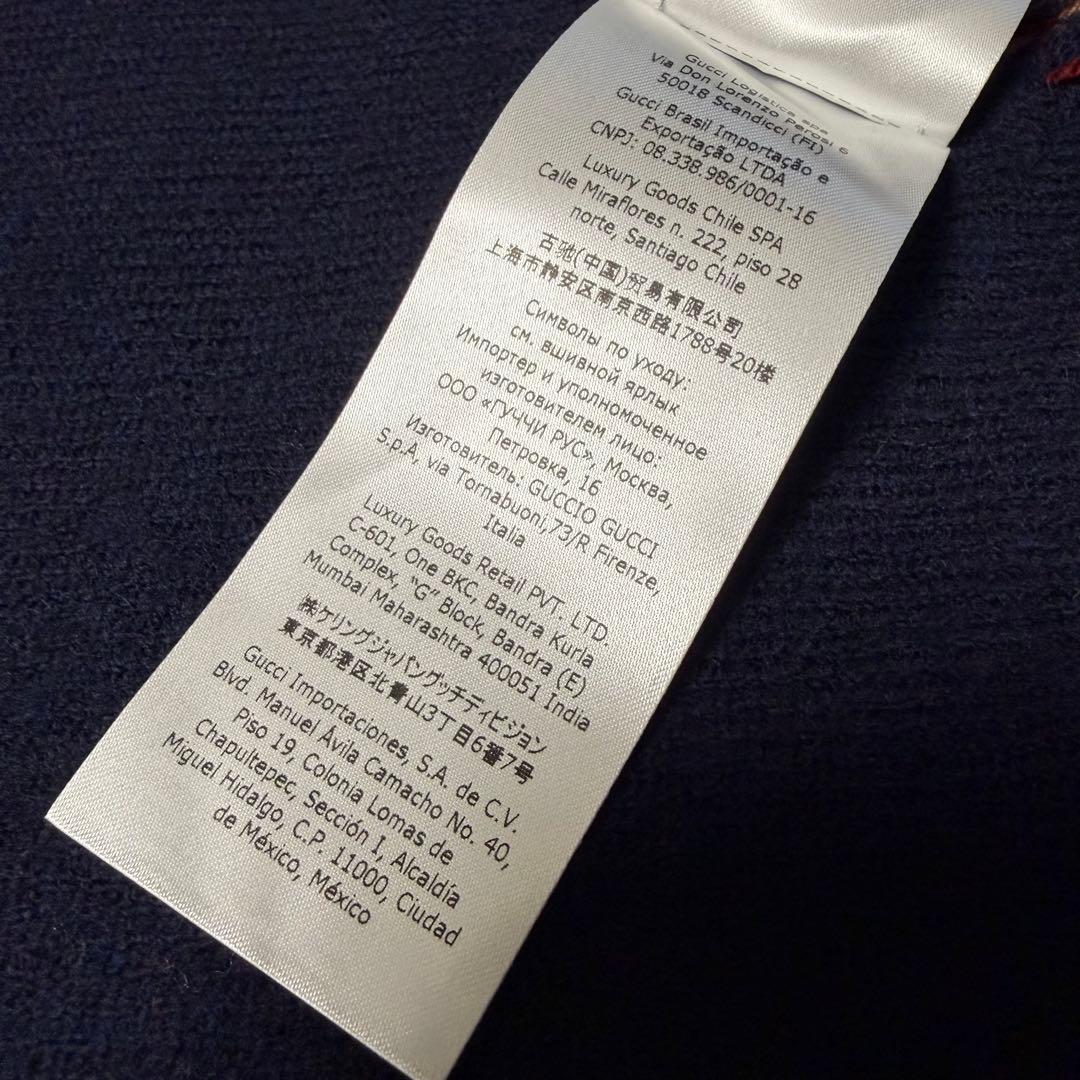 Gucci Logistica spa
Via Don Lorenzo Perosi 6
50018 Scandicci (FI)
Gucci Brasil Importação e
Exportação LTDA
CNPJ: 08.338.986/0001-16
Luxury Goods Chile SPA
Calle Miraflores n. 222, piso 28
norte, Santiago Chile
古驰(中国)贸易有限公司
上海市静安区南京西路1788号20楼
Символы по уходу:
см. вшивной ярлык
Импортер и уполномоченное
изготовителем лицо:
ООО «ГУЧЧИ РУС», Москва,
Петровка, 16
Изготовитель: GUCCIO GUCCI
S.p.A, via Tornabuoni,73/R Firenze,
Italia
Luxury Goods Retail PVT. LTD.
C-601, One BKC, Bandra Kurla
Complex, "G" Block, Bandra (E)
Mumbai Maharashtra 400051 India
㈱ケリングジャパングッチディビジョン
東京都港区北青山3丁目6番7号
Gucci Importaciones, S.A. de C.V.
Blvd. Manuel Ávila Camacho No. 40,
Piso 19, Colonia Lomas de
Chapultepec, Sección I, Alcaldía
Miguel Hidalgo, C.P. 11000, Ciudad
de México, México